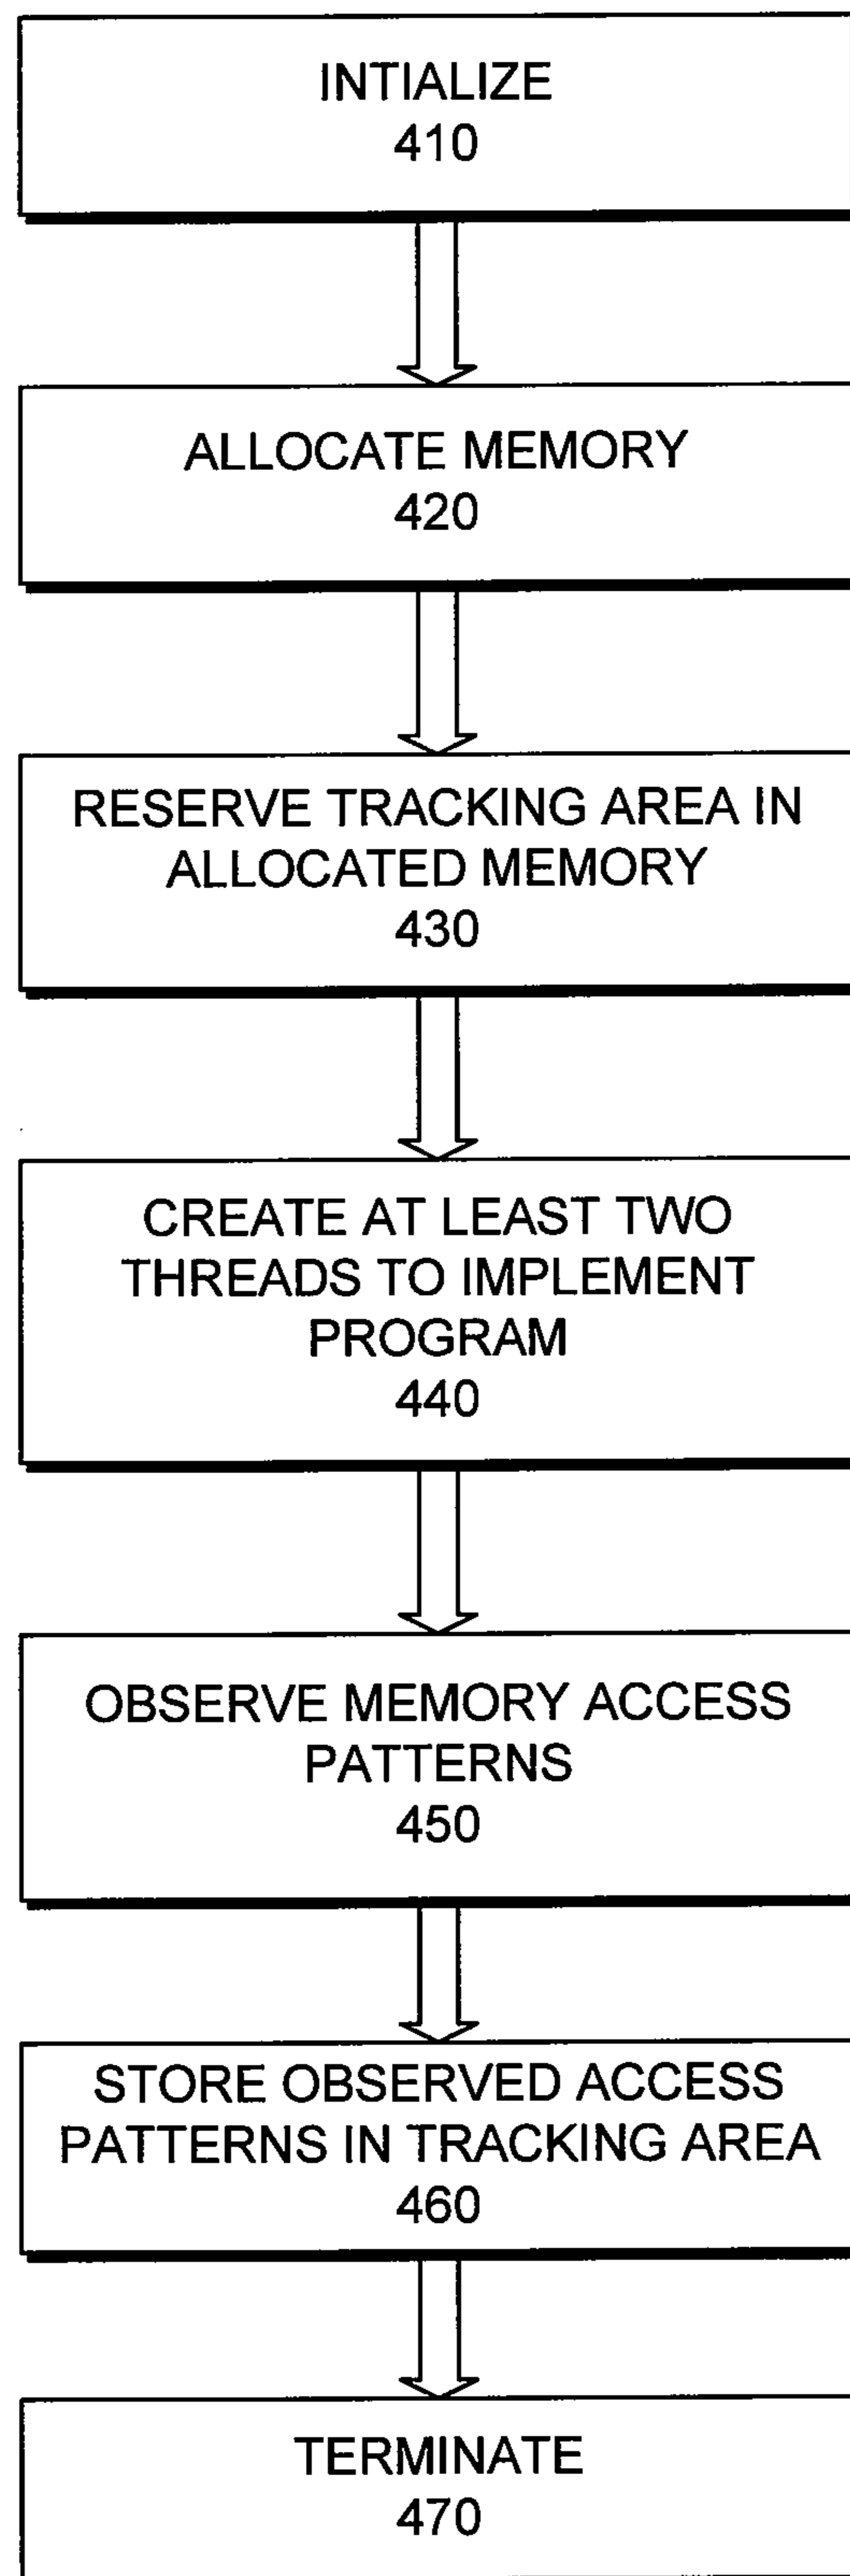 INTIALIZE
410
ALLOCATE MEMORY
420
RESERVE TRACKING AREA IN
ALLOCATED MEMORY
430
CREATE AT LEAST TWO
THREADS TO IMPLEMENT
PROGRAM
440
OBSERVE MEMORY ACCESS
PATTERNS
450
STORE OBSERVED ACCESS
PATTERNS IN TRACKING AREA
460
TERMINATE
470